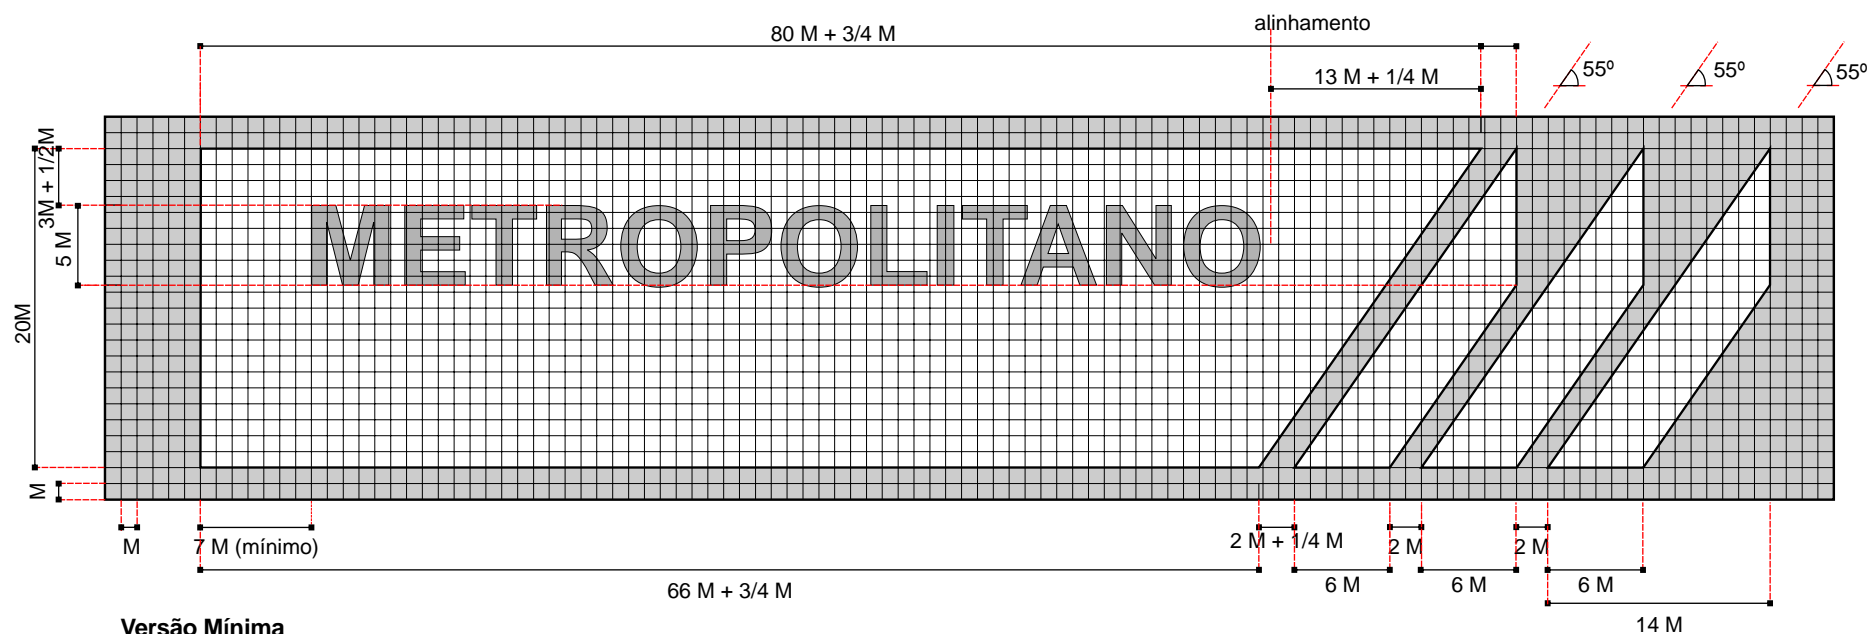 alinhamento
80 M + 3/4 M
13 M + 1/4 M
55º
55º
55º
3M + 1/2M
5 M
20M
M
METROPOLITANO
M
7 M (mínimo)
2 M + 1/4 M
2 M
2 M
66 M + 3/4 M
6 M
6 M
6 M
14 M
Versão Mínima